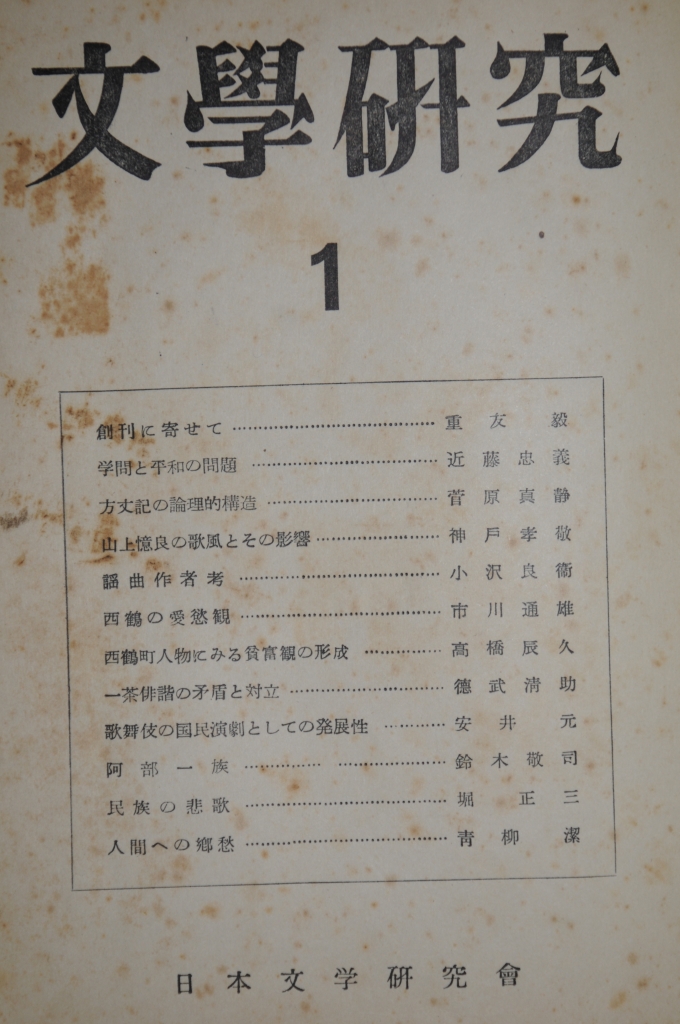 文學研究
1
創刊に寄せて …………………………… 重友毅
学問と平和の問題 …………………………… 近藤忠義
方丈記の論理的構造 …………………………… 菅原真静
山上憶良の歌風とその影響 …………………… 神戸孝敬
謡曲作者考 …………………………… 小沢良衞
西鶴の愛慾観 …………………………… 市川通雄
西鶴町人物にみる貧富観の形成 …………… 高橋辰久
一茶俳諧の矛盾と対立 …………………… 德武淸助
歌舞伎の国民演劇としての発展性 ………… 安井元
阿部一族 …………… ………………… 鈴木敬司
民族の悲歌 …………………………… 堀正三
人間への鄕愁 …………………………… 靑柳潔
日本文学研究會